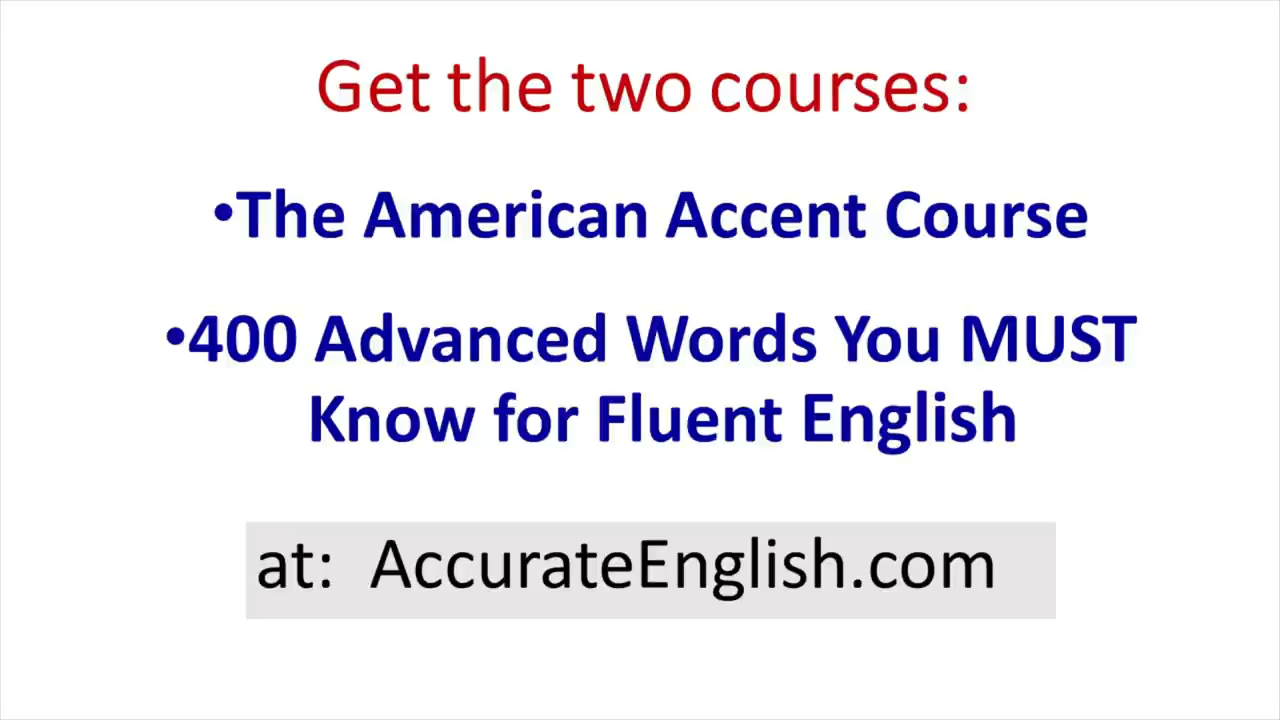 Get the two courses:
•The American Accent Course
•400 Advanced Words You MUST
Know for Fluent English
at: AccurateEnglish.com